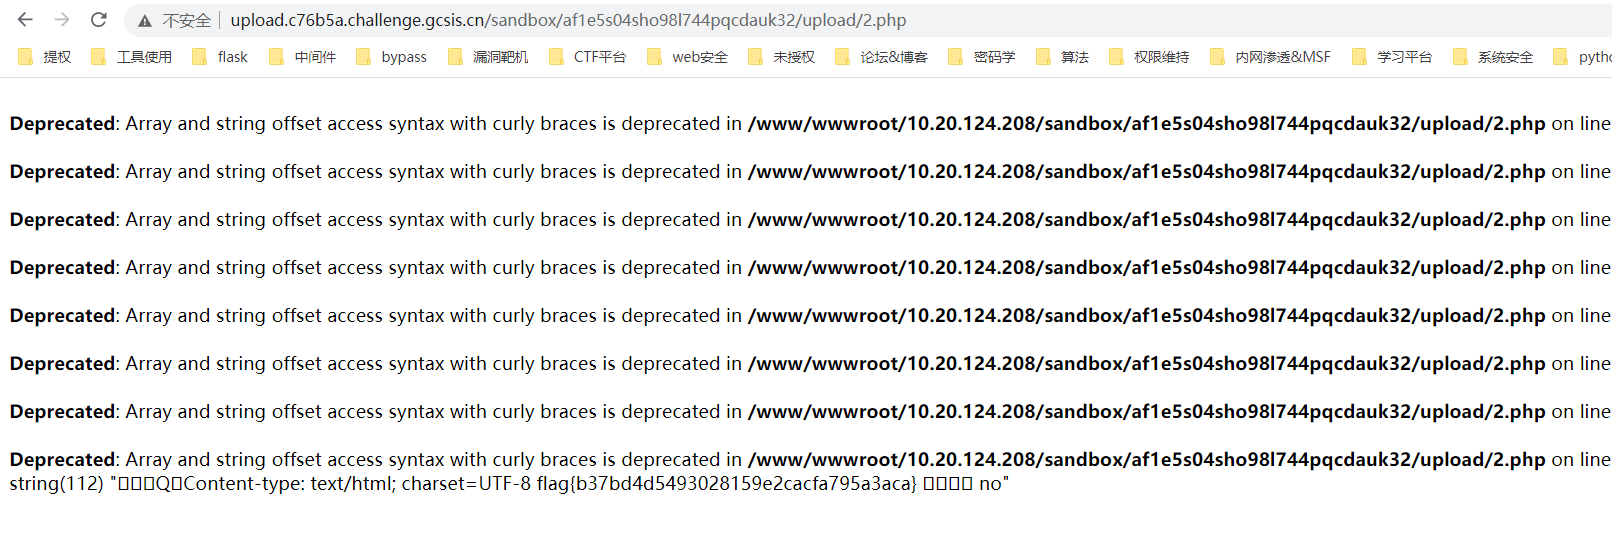 不安全 upload.c76b5a.challenge.gcsis.cn/sandbox/af1e5s04sho98l744pqcdauk32/upload/2.php
提权 工具使用 flask 中间件 bypass 漏洞靶机 CTF平台 web安全 未授权 论坛&博客 密码学 算法 权限维持 内网渗透&MSF 学习平台 系统安全 pytho
Deprecated: Array and string offset access syntax with curly braces is deprecated in /www/wwwroot/10.20.124.208/sandbox/af1e5s04sho98l744pqcdauk32/upload/2.php on line
Deprecated: Array and string offset access syntax with curly braces is deprecated in /www/wwwroot/10.20.124.208/sandbox/af1e5s04sho98l744pqcdauk32/upload/2.php on line
Deprecated: Array and string offset access syntax with curly braces is deprecated in /www/wwwroot/10.20.124.208/sandbox/af1e5s04sho98l744pqcdauk32/upload/2.php on line
Deprecated: Array and string offset access syntax with curly braces is deprecated in /www/wwwroot/10.20.124.208/sandbox/af1e5s04sho98l744pqcdauk32/upload/2.php on line
Deprecated: Array and string offset access syntax with curly braces is deprecated in /www/wwwroot/10.20.124.208/sandbox/af1e5s04sho98l744pqcdauk32/upload/2.php on line
Deprecated: Array and string offset access syntax with curly braces is deprecated in /www/wwwroot/10.20.124.208/sandbox/af1e5s04sho98l744pqcdauk32/upload/2.php on line
Deprecated: Array and string offset access syntax with curly braces is deprecated in /www/wwwroot/10.20.124.208/sandbox/af1e5s04sho98l744pqcdauk32/upload/2.php on line
Deprecated: Array and string offset access syntax with curly braces is deprecated in /www/wwwroot/10.20.124.208/sandbox/af1e5s04sho98l744pqcdauk32/upload/2.php on line
string(112) "▯▯▯Q▯Content-type: text/html; charset=UTF-8 flag{b37bd4d5493028159e2cacfa795a3aca} ▯▯▯▯ no"